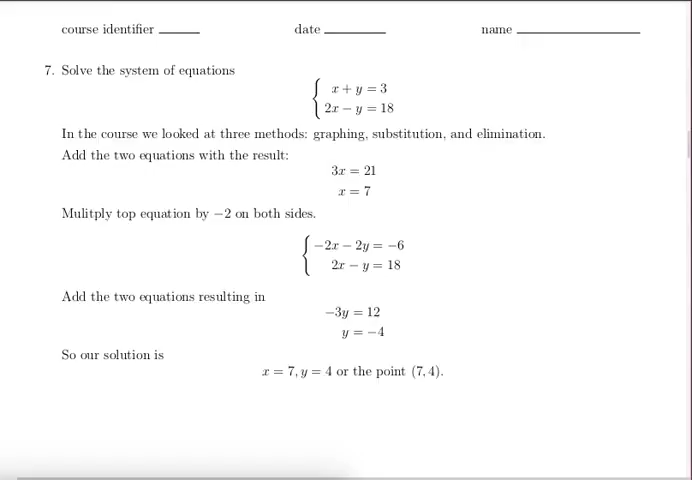 course identifier ______ date ________ name ________________
7. Solve the system of equations
x + y = 3
2x − y = 18
In the course we looked at three methods: graphing, substitution, and elimination.
Add the two equations with the result:
3x = 21
x = 7
Mulitply top equation by −2 on both sides.
−2x − 2y = −6
2x − y = 18
Add the two equations resulting in
−3y = 12
y = −4
So our solution is
x = 7, y = 4 or the point (7, 4).